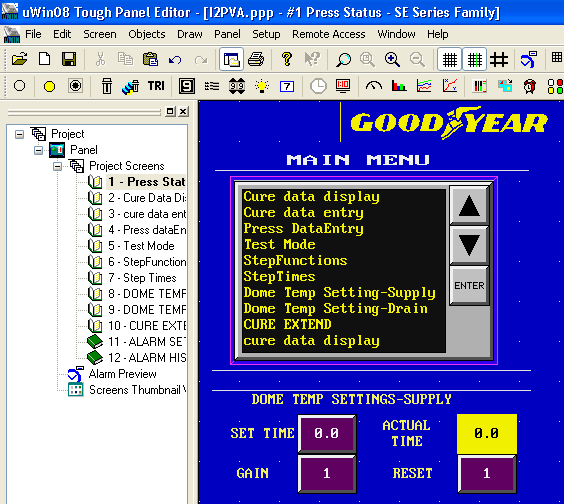 uWin08 Tough Panel Editor - [I2PVA.ppp - #1 Press Status - SE Series Family]
File Edit Screen Objects Draw Panel Setup Remote Access Window Help
TRI
Project
Panel
Project Screens
1 - Press Stat
2 - Cure Data Di
3 - cure data ent
4 - Press dataEn
5 - Test Mode
6 - StepFunction
7 - Step Times
8 - DOME TEMF
9 - DOME TEMF
10 - CURE EXTE
11 - ALARM SET
12 - ALARM HIS
Alarm Preview
Screens Thumbnail V
GOODYEAR
MAIN MENU
Cure data display
Cure data entry
Press DataEntry
Test Mode
StepFunctions
StepTimes
Dome Temp Setting-Supply
Dome Temp Setting-Drain
CURE EXTEND
cure data display
ENTER
DOME TEMP SETTINGS-SUPPLY
SET TIME 0.0 ACTUAL TIME 0.0
GAIN 1 RESET 1